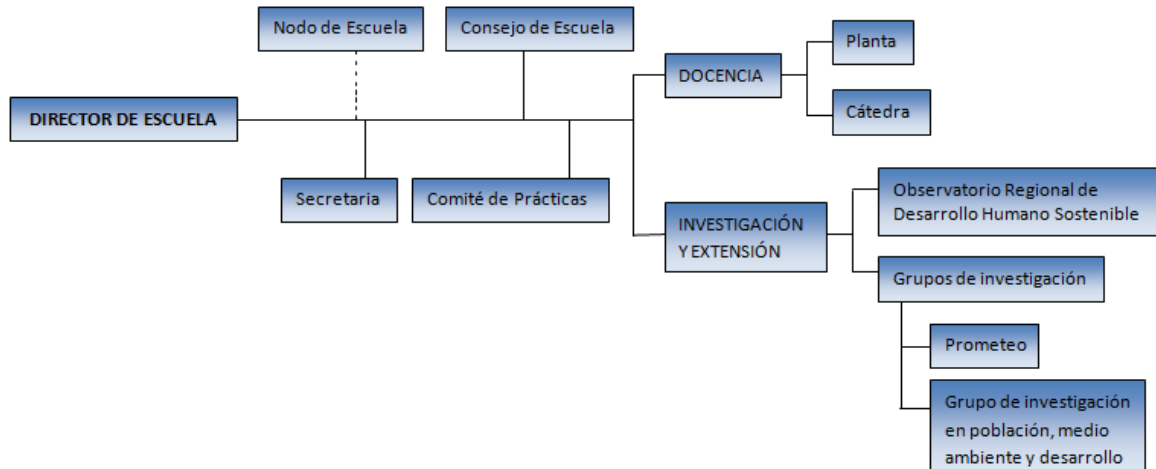 Nodo de Escuela
Consejo de Escuela
DIRECTOR DE ESCUELA
Secretaria
Comité de Prácticas
DOCENCIA
Planta
Cátedra
INVESTIGACIÓN
Y EXTENSIÓN
Observatorio Regional de
Desarrollo Humano Sostenible
Grupos de investigación
Prometeo
Grupo de investigación
en población, medio
ambiente y desarrollo